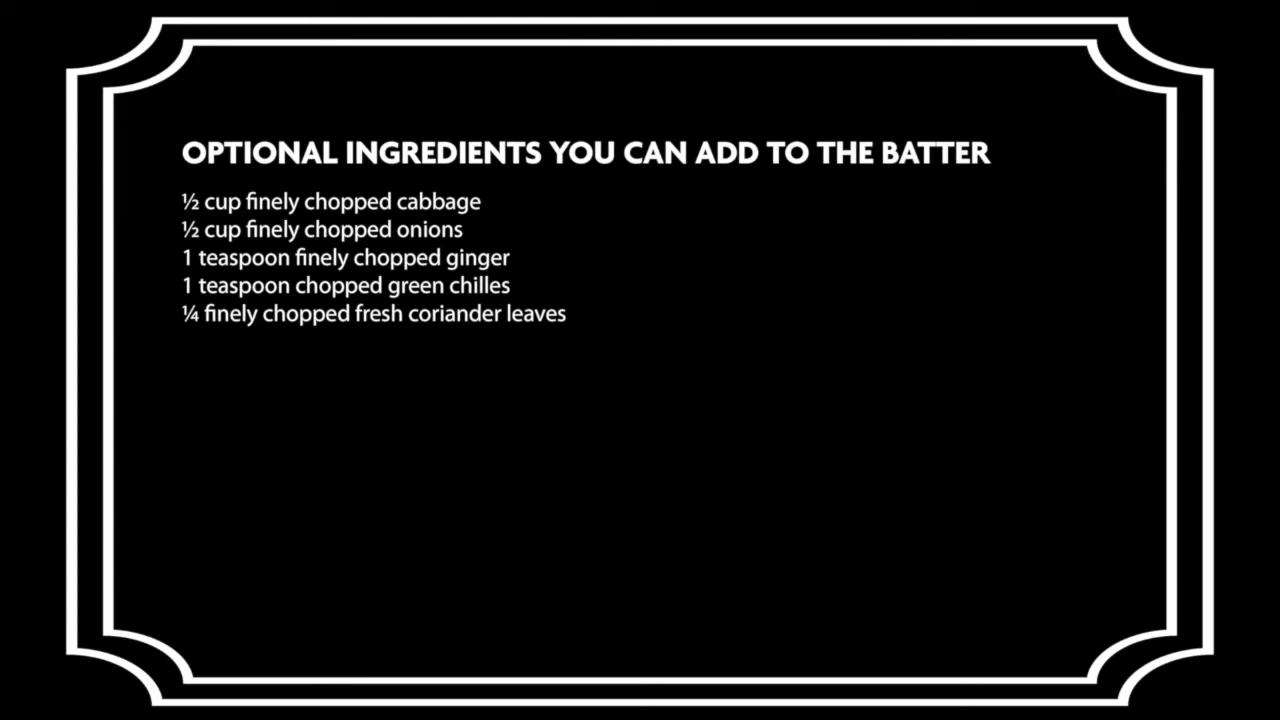 OPTIONAL INGREDIENTS YOU CAN ADD TO THE BATTER
½ cup finely chopped cabbage
½ cup finely chopped onions
1 teaspoon finely chopped ginger
1 teaspoon chopped green chilles
¼ finely chopped fresh coriander leaves